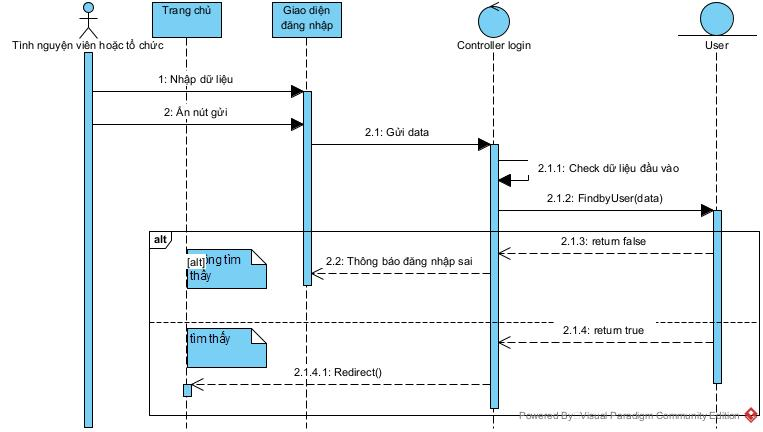 Trang chủ
Giao diện
đăng nhập
Tình nguyện viên hoặc tổ chức
Controller login
User
1: Nhập dữ liệu
2: Ấn nút gửi
2.1: Gửi data
2.1.1: Check dữ liệu đầu vào
2.1.2: FindbyUser(data)
alt
2.1.3: return false
[alt]
ông tìm
thấy
2.2: Thông báo đăng nhập sai
2.1.4: return true
tìm thấy
2.1.4.1: Redirect()
Powered By: Visual Paradigm Community Edition